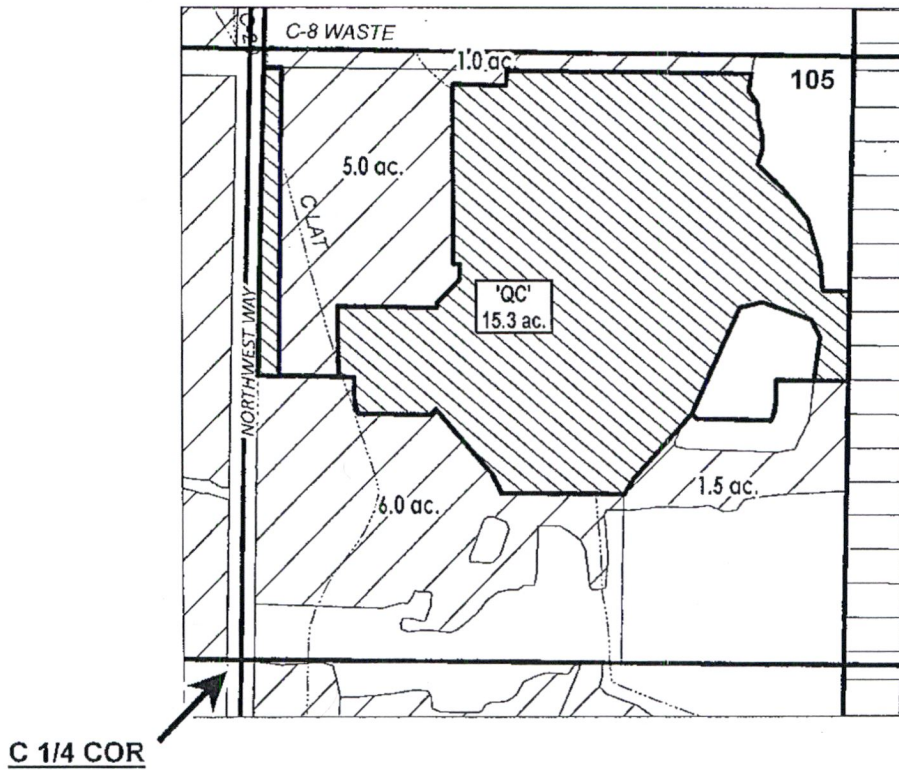 C-8 WASTE
1.0 ac.
105
5.0 ac.
C LAT
'QC'
15.3 ac.
NORTHWEST WAY
6.0 ac.
1.5 ac.
C 1/4 COR